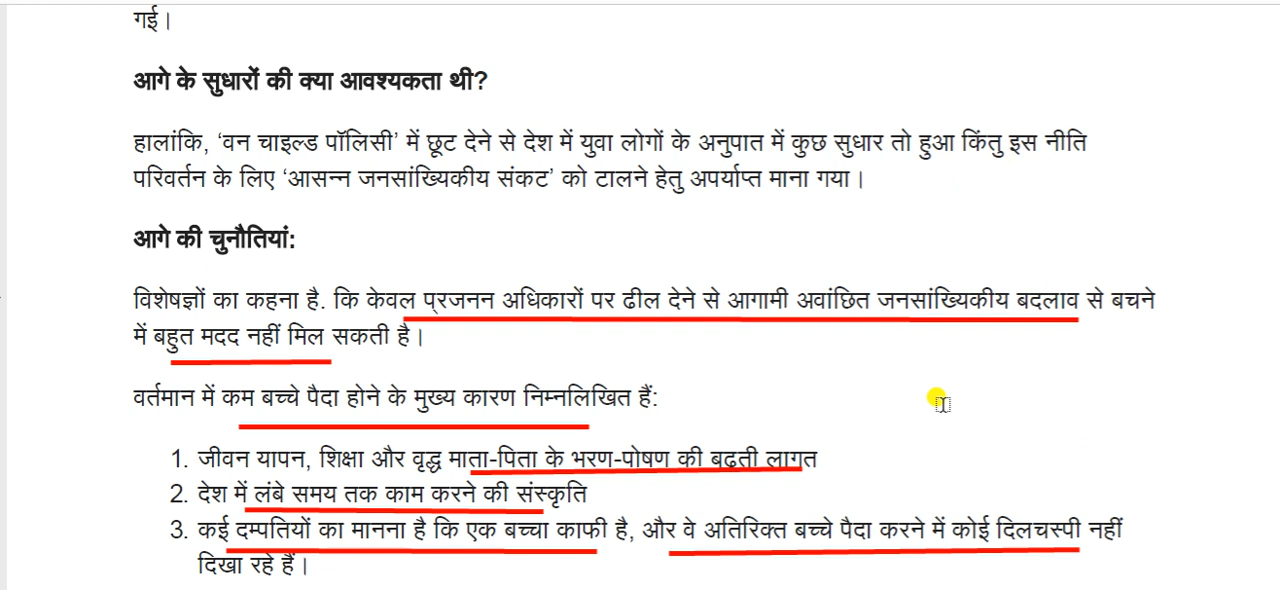 गई।
आगे के सुधारों की क्या आवश्यकता थी?
हालांकि, ‘वन चाइल्ड पॉलिसी’ में छूट देने से देश में युवा लोगों के अनुपात में कुछ सुधार तो हुआ किंतु इस नीति
परिवर्तन के लिए ‘आसन्न जनसांख्यिकीय संकट’ को टालने हेतु अपर्याप्त माना गया।
आगे की चुनौतियां:
विशेषज्ञों का कहना है. कि केवल प्रजनन अधिकारों पर ढील देने से आगामी अवांछित जनसांख्यिकीय बदलाव से बचने
में बहुत मदद नहीं मिल सकती है।
वर्तमान में कम बच्चे पैदा होने के मुख्य कारण निम्नलिखित हैं:
1. जीवन यापन, शिक्षा और वृद्ध माता-पिता के भरण-पोषण की बढ़ती लागत
2. देश में लंबे समय तक काम करने की संस्कृति
3. कई दम्पतियों का मानना है कि एक बच्चा काफी है, और वे अतिरिक्त बच्चे पैदा करने में कोई दिलचस्पी नहीं
दिखा रहे हैं।